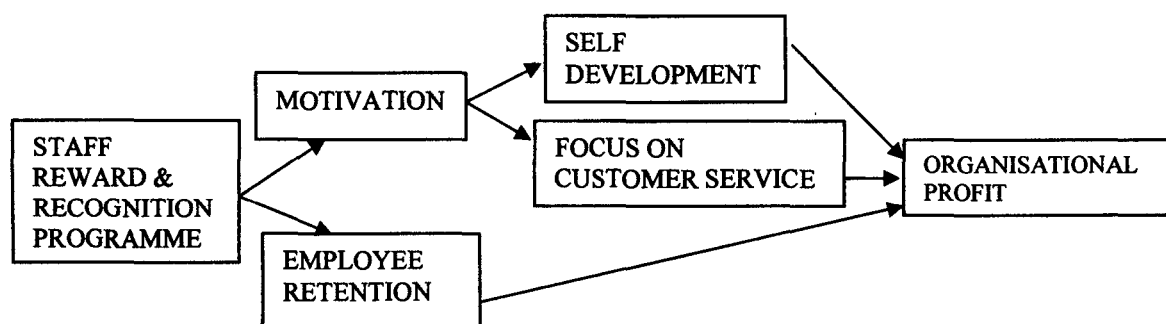 STAFF
REWARD &
RECOGNITION
PROGRAMME
MOTIVATION
EMPLOYEE
RETENTION
SELF
DEVELOPMENT
FOCUS ON
CUSTOMER SERVICE
ORGANISATIONAL
PROFIT